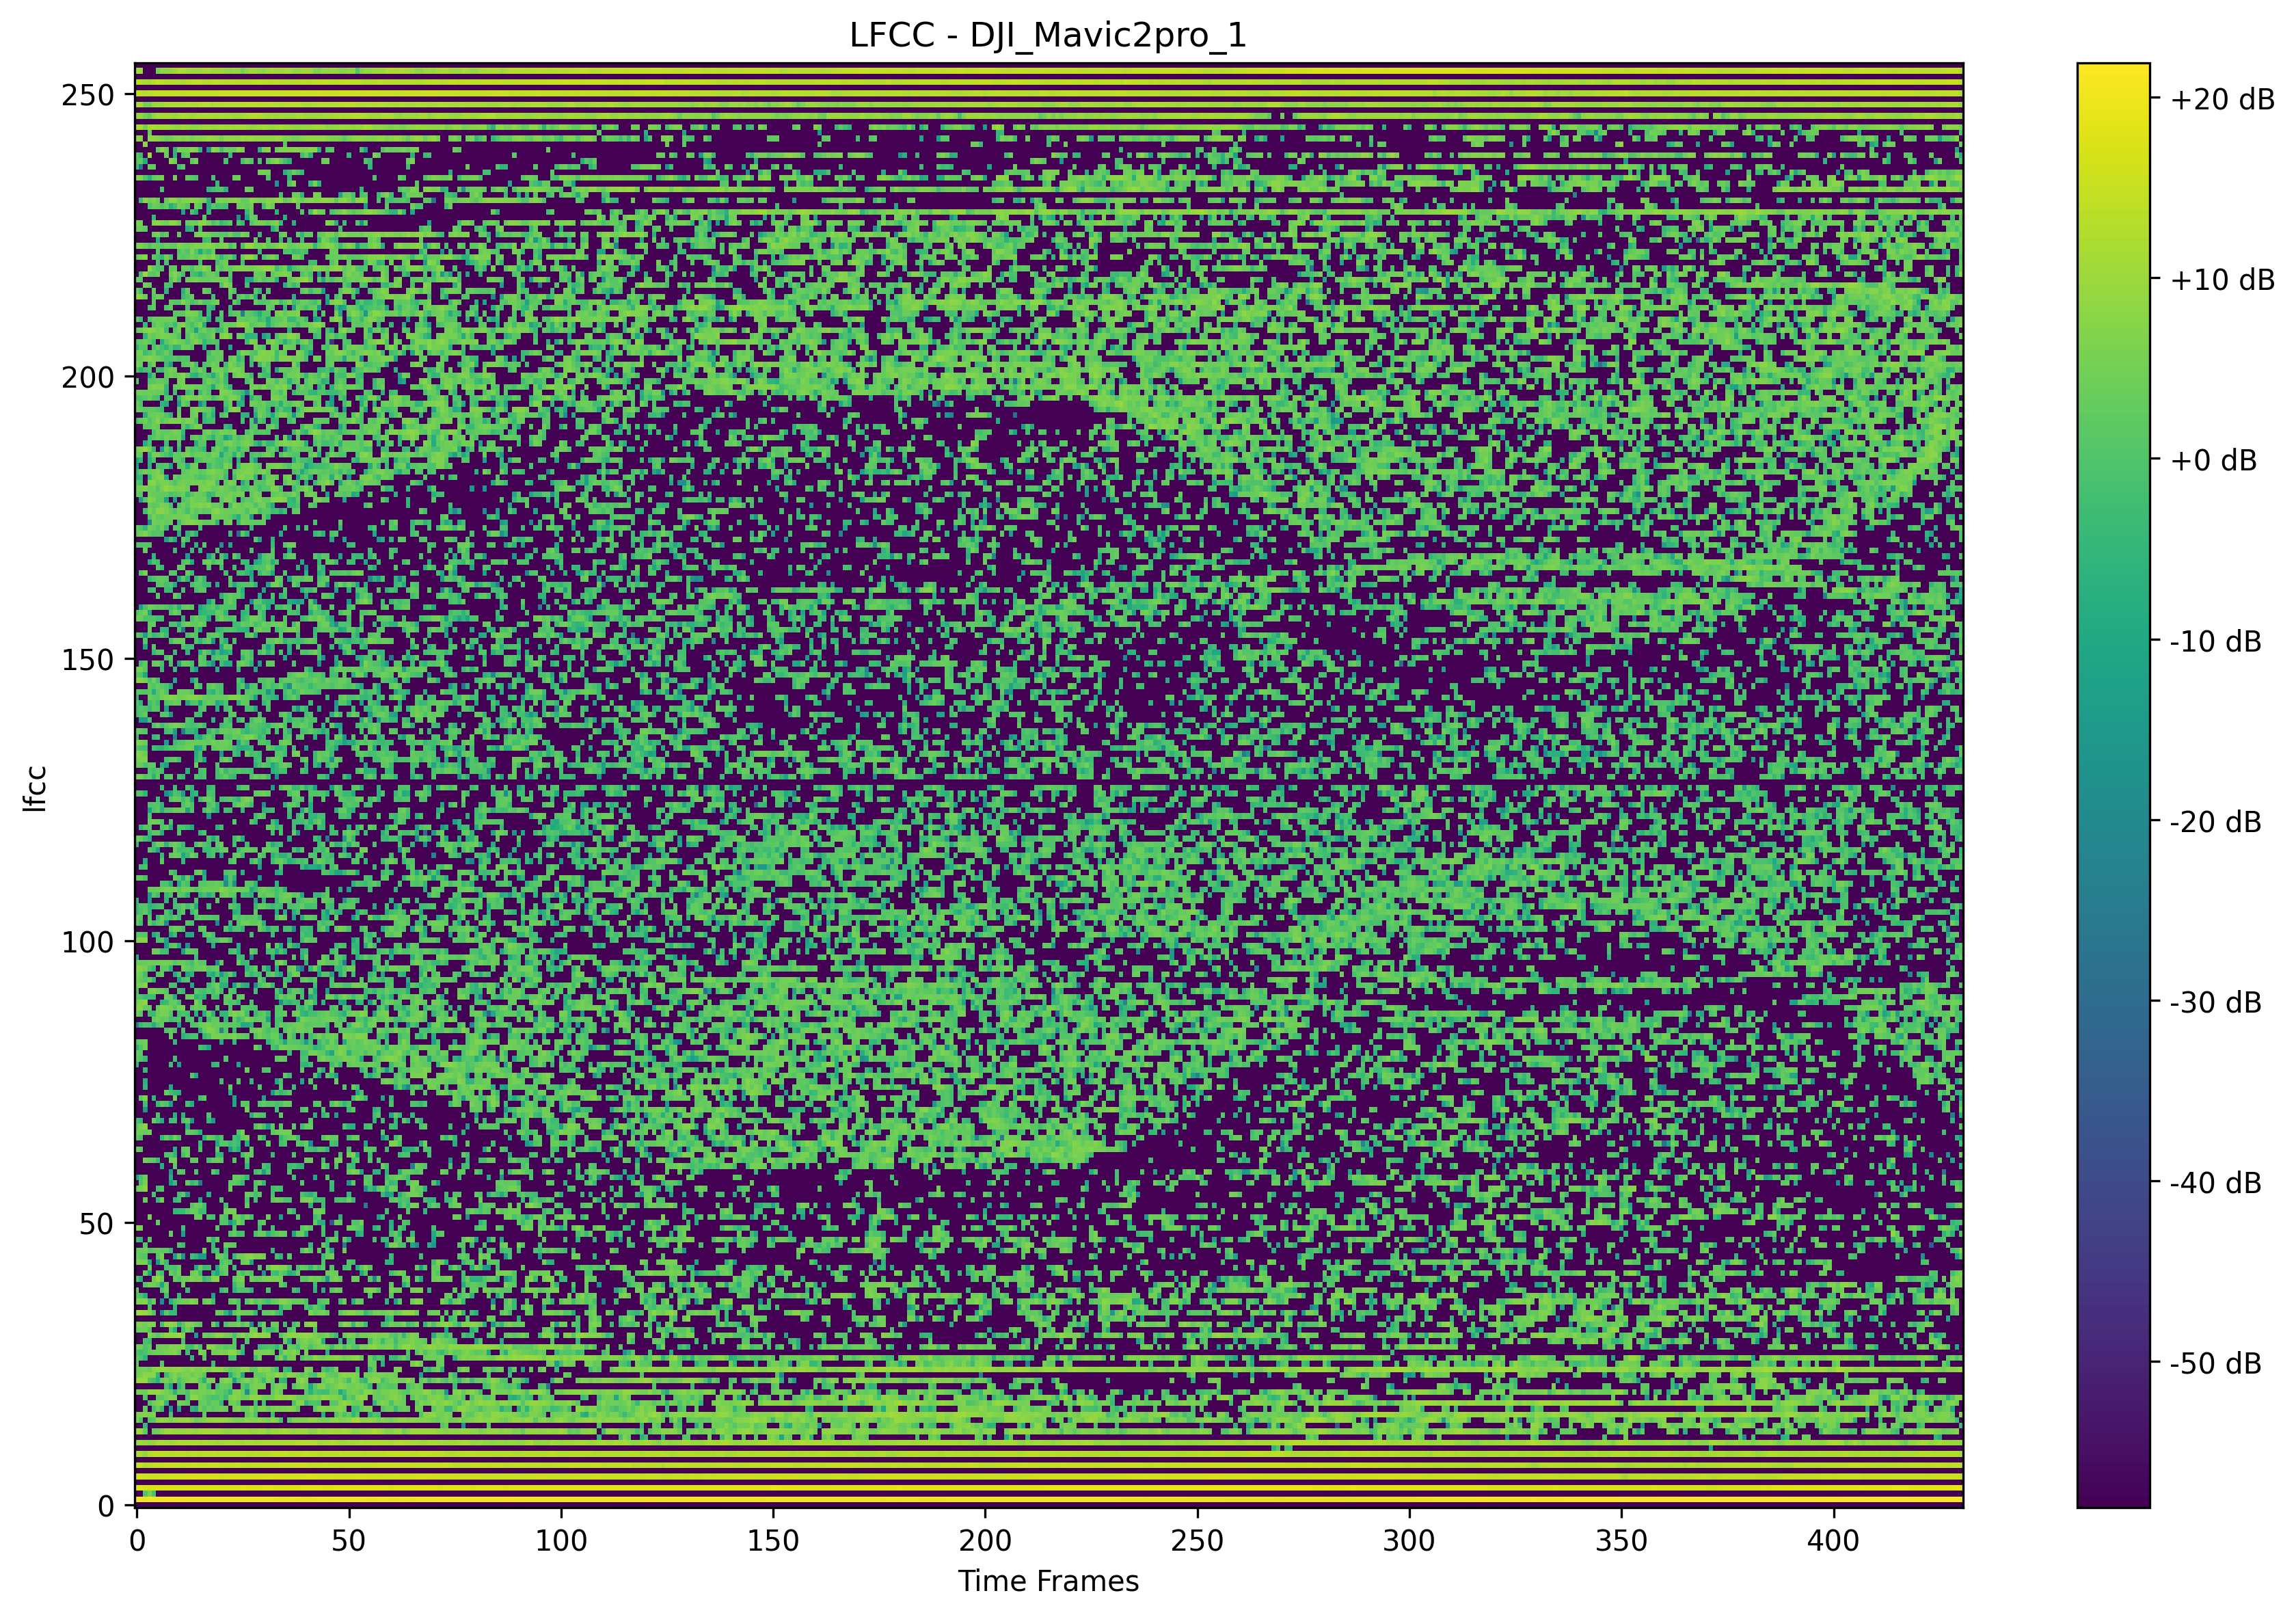 LFCC - DJI_Mavic2pro_1
250
200
150
100
50
0
lfcc
0 50 100 150 200 250 300 350 400
Time Frames
+20 dB
+10 dB
+0 dB
-10 dB
-20 dB
-30 dB
-40 dB
-50 dB